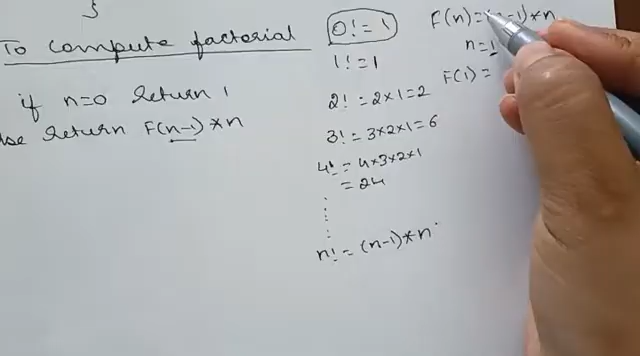 To compute factorial
if n=0 return 1
else return F(n-1)*n
0! = 1
1! = 1
2! = 2×1=2
3! = 3×2×1=6
4! = 4×3×2×1
= 24
n! = (n-1)*n
F(n)=(n-1)*n
n=1
F(1) =